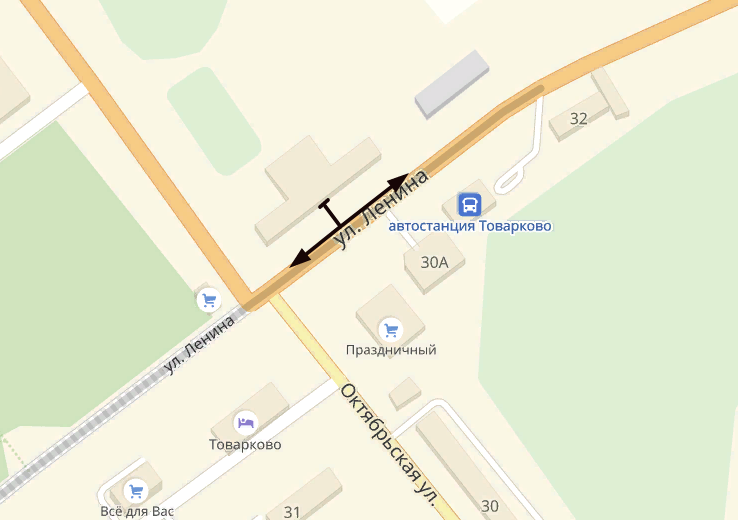 32
ул. Ленина
автостанция Товарково
30А
ул. Ленина
Праздничный
Октябрьская ул.
Товарково
30
Всё для Вас
31